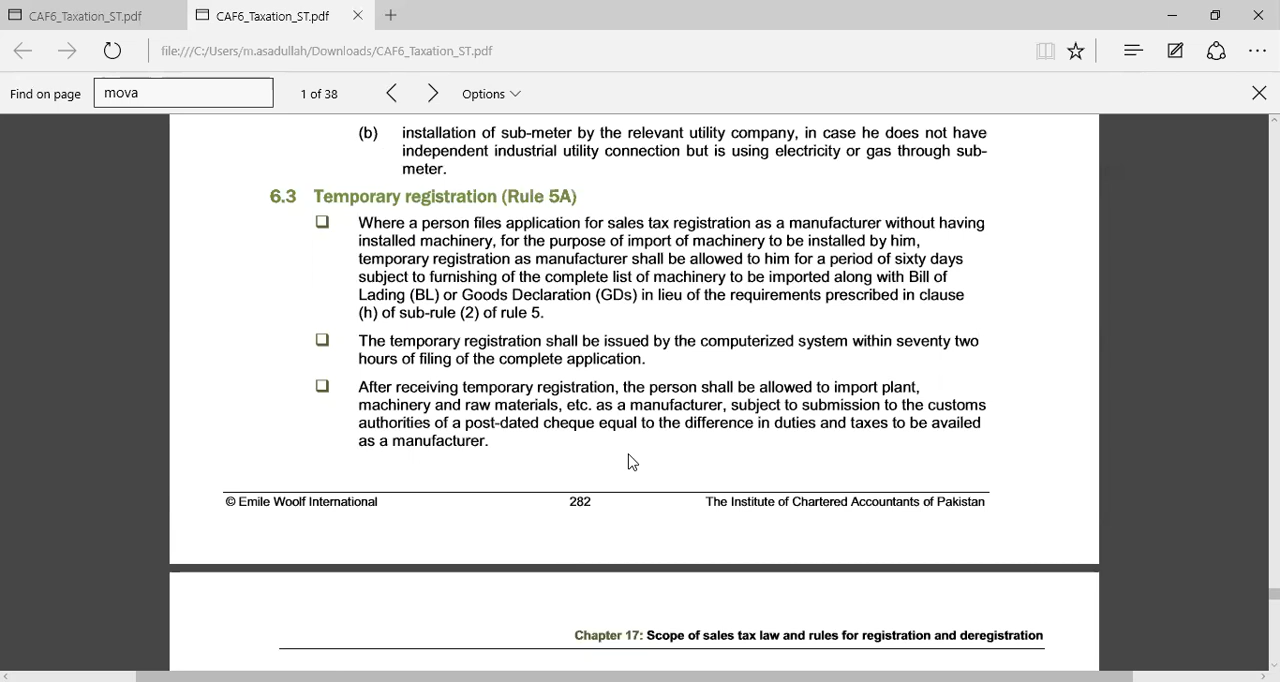 CAF6_Taxation_ST.pdf
CAF6_Taxation_ST.pdf
file:///C:/Users/m.asadullah/Downloads/CAF6_Taxation_ST.pdf
Find on page
mova
1 of 38
Options
(b) installation of sub-meter by the relevant utility company, in case he does not have
independent industrial utility connection but is using electricity or gas through sub-
meter.
6.3 Temporary registration (Rule 5A)
Where a person files application for sales tax registration as a manufacturer without having
installed machinery, for the purpose of import of machinery to be installed by him,
temporary registration as manufacturer shall be allowed to him for a period of sixty days
subject to furnishing of the complete list of machinery to be imported along with Bill of
Lading (BL) or Goods Declaration (GDs) in lieu of the requirements prescribed in clause
(h) of sub-rule (2) of rule 5.
The temporary registration shall be issued by the computerized system within seventy two
hours of filing of the complete application.
After receiving temporary registration, the person shall be allowed to import plant,
machinery and raw materials, etc. as a manufacturer, subject to submission to the customs
authorities of a post-dated cheque equal to the difference in duties and taxes to be availed
as a manufacturer.
© Emile Woolf International 282 The Institute of Chartered Accountants of Pakistan
Chapter 17: Scope of sales tax law and rules for registration and deregistration